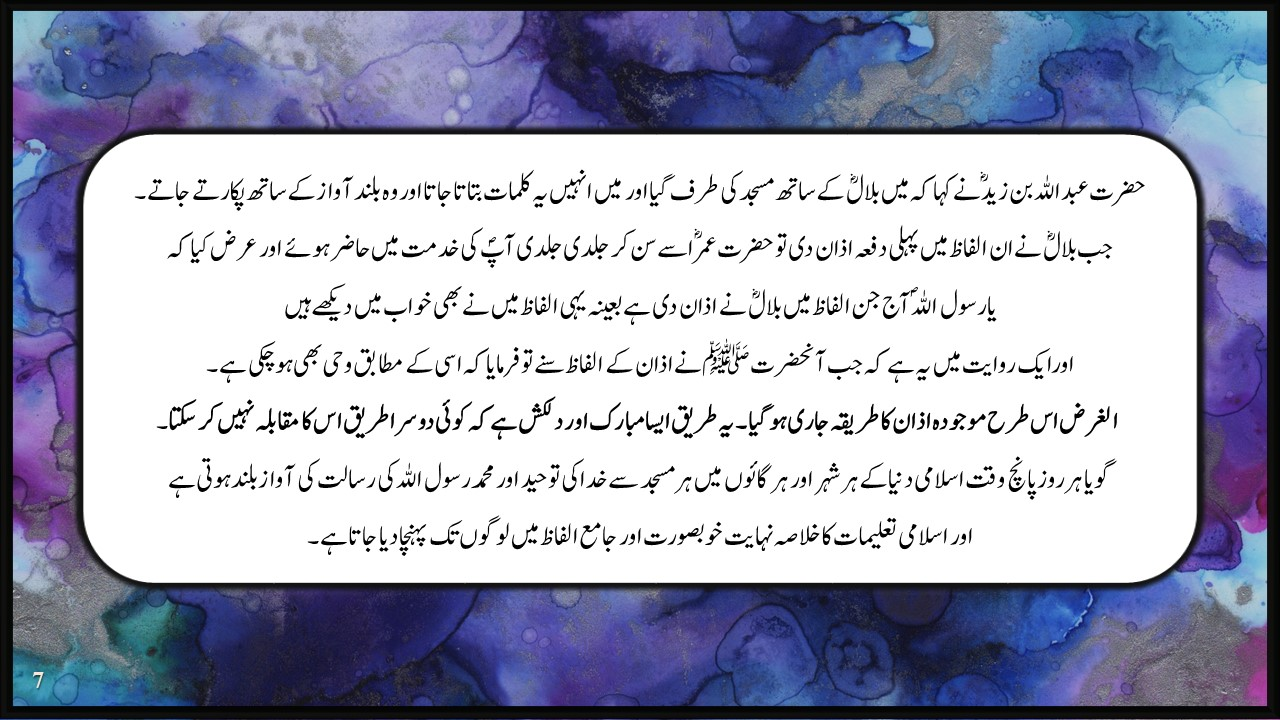 حضرت عبد اللہ بن زیدؓ نے کہا کہ میں بلالؓ کے ساتھ مسجد کی طرف گیا اور میں انہیں یہ کلمات بتاتا جاتا اور وہ بلند آواز کے ساتھ پکارتے جاتے۔
جب بلالؓ نے ان الفاظ میں پہلی دفعہ اذان دی تو حضرت عمرؓ اسے سن کر جلدی جلدی آپؐ کی خدمت میں حاضر ہوئے اور عرض کیا کہ
یا رسول اللہؐ آج جن الفاظ میں بلالؓ نے اذان دی ہے بعینہ یہی الفاظ میں نے بھی خواب میں دیکھے ہیں
اور ایک روایت میں یہ ہے کہ جب آنحضرت ﷺ نے اذان کے الفاظ سنے تو فرمایا کہ اسی کے مطابق وحی بھی ہو چکی ہے۔
الغرض اس طرح موجودہ اذان کا طریقہ جاری ہو گیا۔ یہ طریق ایسا مبارک اور دلکش ہے کہ کوئی دوسرا طریق اس کا مقابلہ نہیں کر سکتا۔
گویا ہر روز پانچ وقت اسلامی دنیا کے ہر شہر اور ہر گائوں میں ہر مسجد سے خدا کی توحید اور محمد رسول اللہ کی رسالت کی آواز بلند ہوتی ہے
اور اسلامی تعلیمات کا خلاصہ نہایت خوبصورت اور جامع الفاظ میں لوگوں تک پہنچا دیا جاتا ہے۔
7